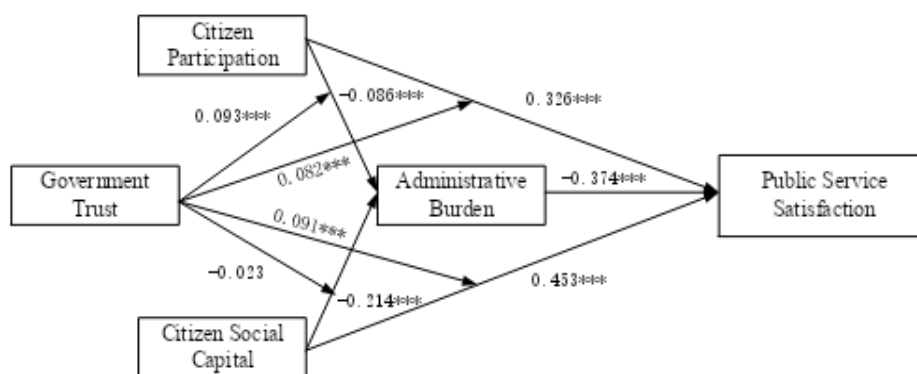 Citizen
Participation
-0.086***
0.326***
0.093***
0.082***
Government
Trust
Administrative
Burden
-0.374***
Public Service
Satisfaction
0.091***
-0.023
-0.214***
0.453***
Citizen Social
Capital